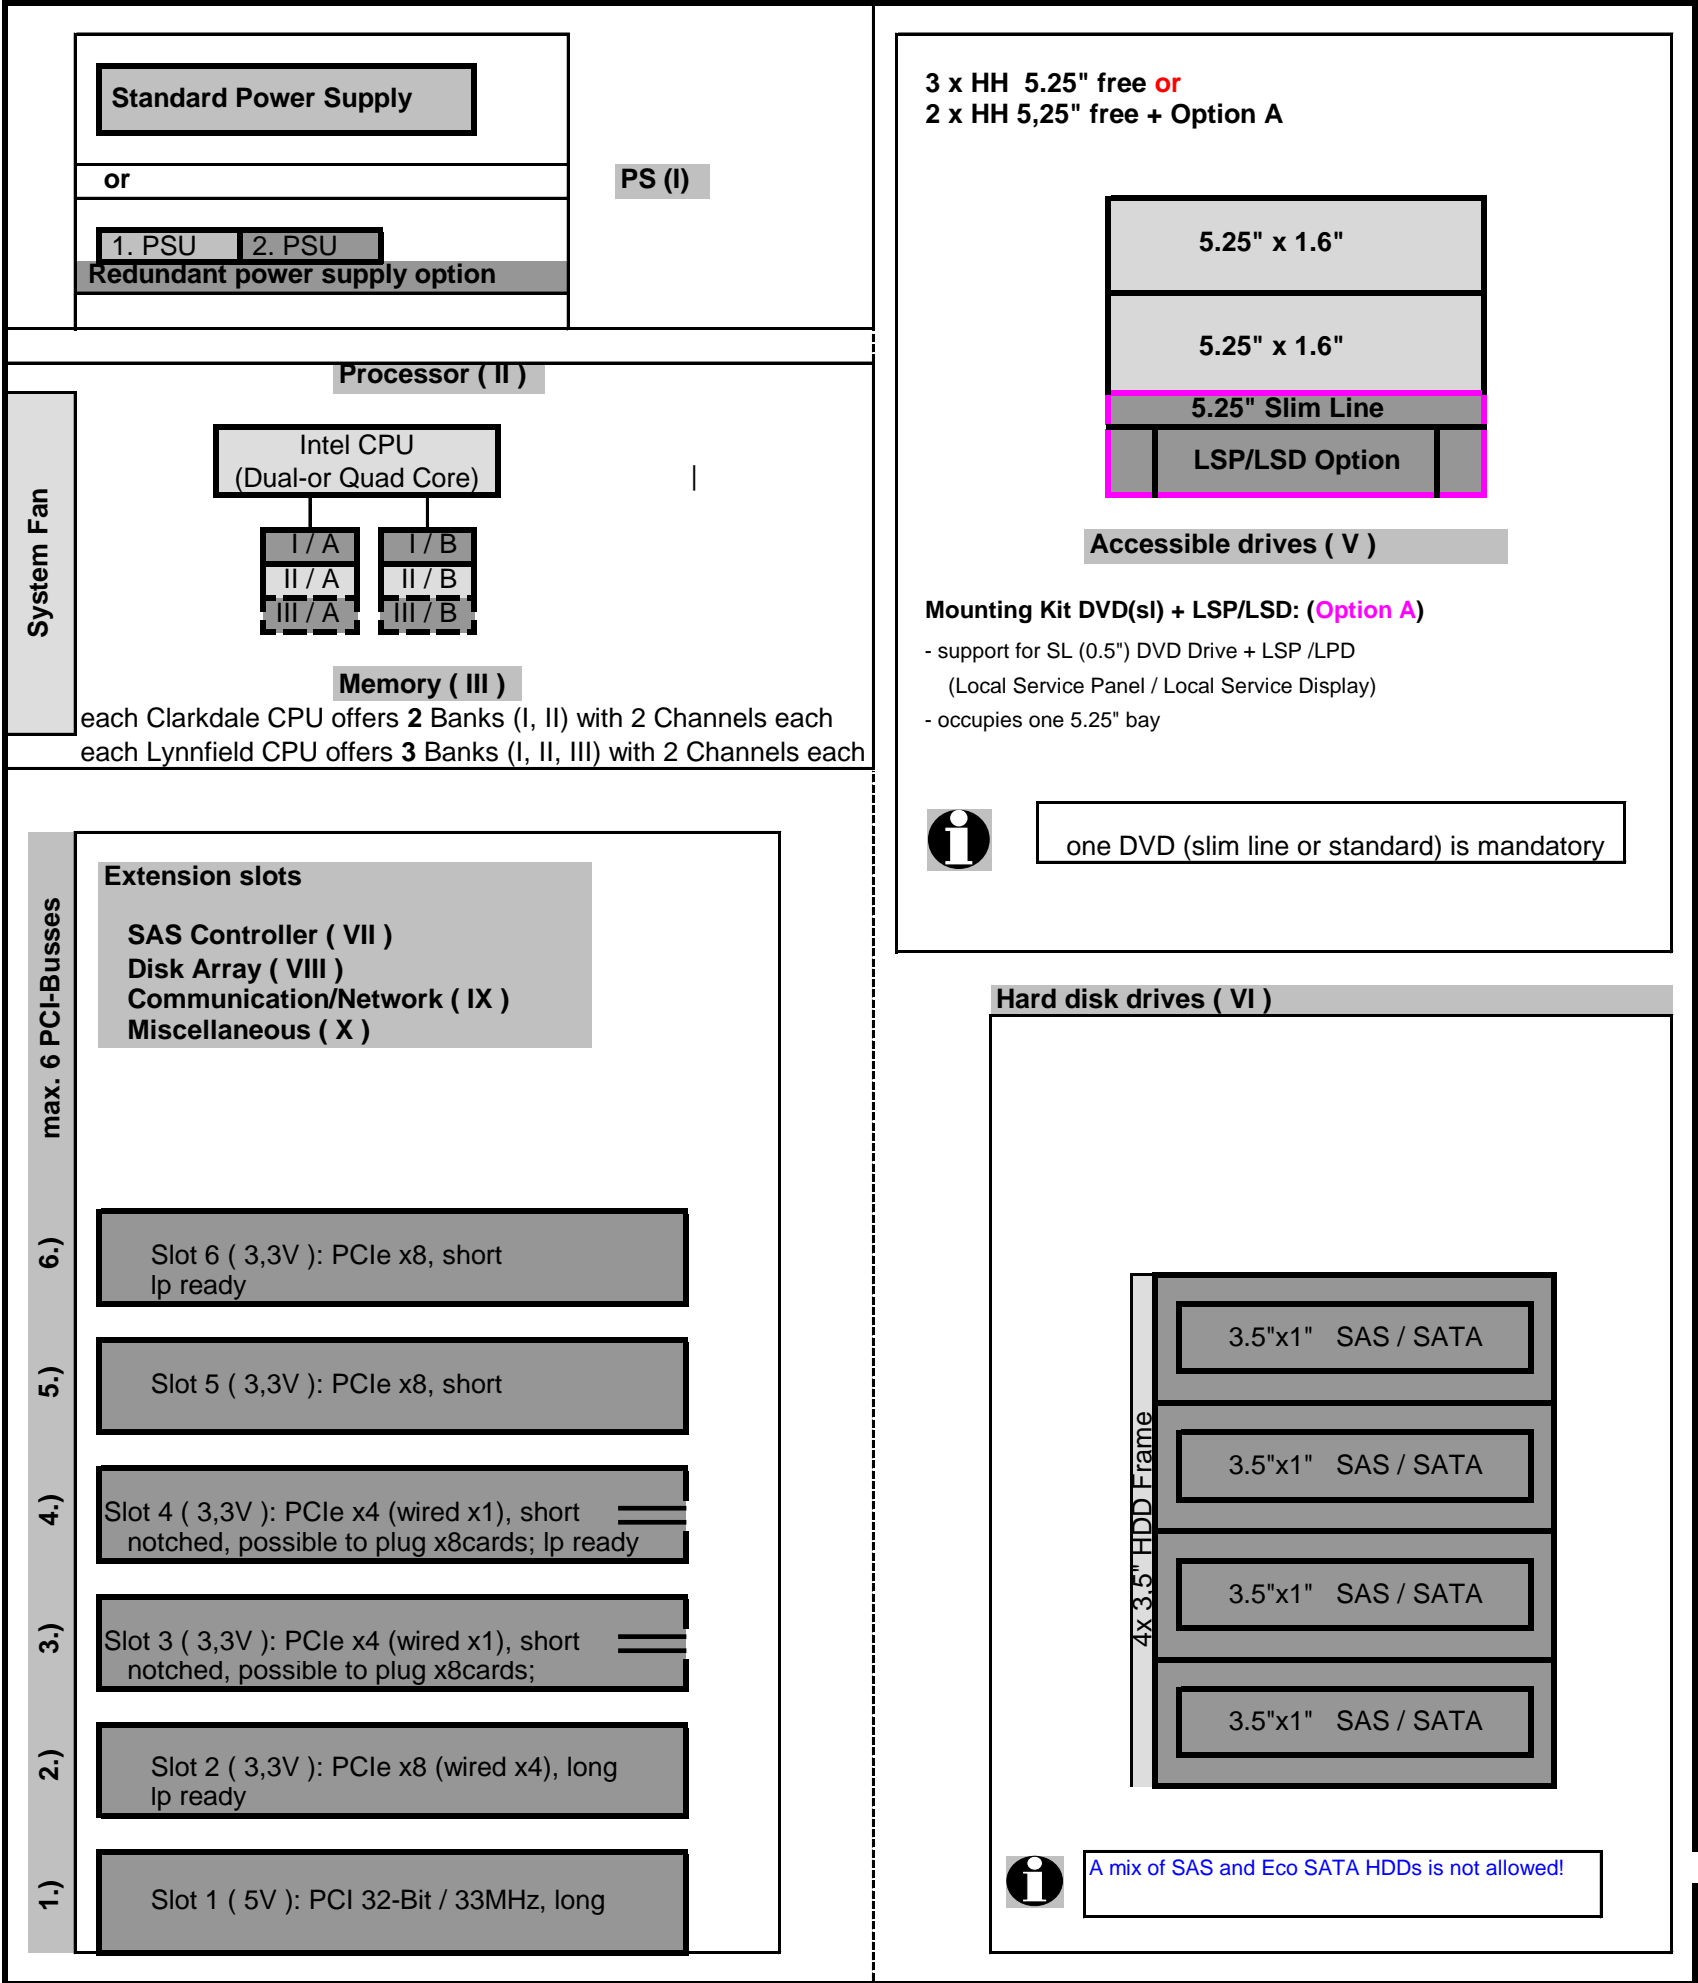 Standard Power Supply
or
PS (I)
1. PSU
2. PSU
Redundant power supply option
Processor ( II )
System Fan
Intel CPU
(Dual-or Quad Core)
|
I / A
I / B
II / A
II / B
III / A
III / B
Memory ( III )
each Clarkdale CPU offers 2 Banks (I, II) with 2 Channels each
each Lynnfield CPU offers 3 Banks (I, II, III) with 2 Channels each
max. 6 PCI-Busses
Extension slots
SAS Controller ( VII )
Disk Array ( VIII )
Communication/Network ( IX )
Miscellaneous ( X )
6.)
Slot 6 ( 3,3V ): PCIe x8, short
lp ready
5.)
Slot 5 ( 3,3V ): PCIe x8, short
4.)
Slot 4 ( 3,3V ): PCIe x4 (wired x1), short
notched, possible to plug x8cards; lp ready
3.)
Slot 3 ( 3,3V ): PCIe x4 (wired x1), short
notched, possible to plug x8cards;
2.)
Slot 2 ( 3,3V ): PCIe x8 (wired x4), long
lp ready
1.)
Slot 1 ( 5V ): PCI 32-Bit / 33MHz, long
3 x HH 5.25" free or
2 x HH 5,25" free + Option A
5.25" x 1.6"
5.25" x 1.6"
5.25" Slim Line
LSP/LSD Option
Accessible drives ( V )
Mounting Kit DVD(sl) + LSP/LSD: (Option A)
- support for SL (0.5") DVD Drive + LSP /LPD
(Local Service Panel / Local Service Display)
- occupies one 5.25" bay
i
one DVD (slim line or standard) is mandatory
Hard disk drives ( VI )
4x 3,5" HDD Frame
3.5"x1" SAS / SATA
3.5"x1" SAS / SATA
3.5"x1" SAS / SATA
3.5"x1" SAS / SATA
i
A mix of SAS and Eco SATA HDDs is not allowed!